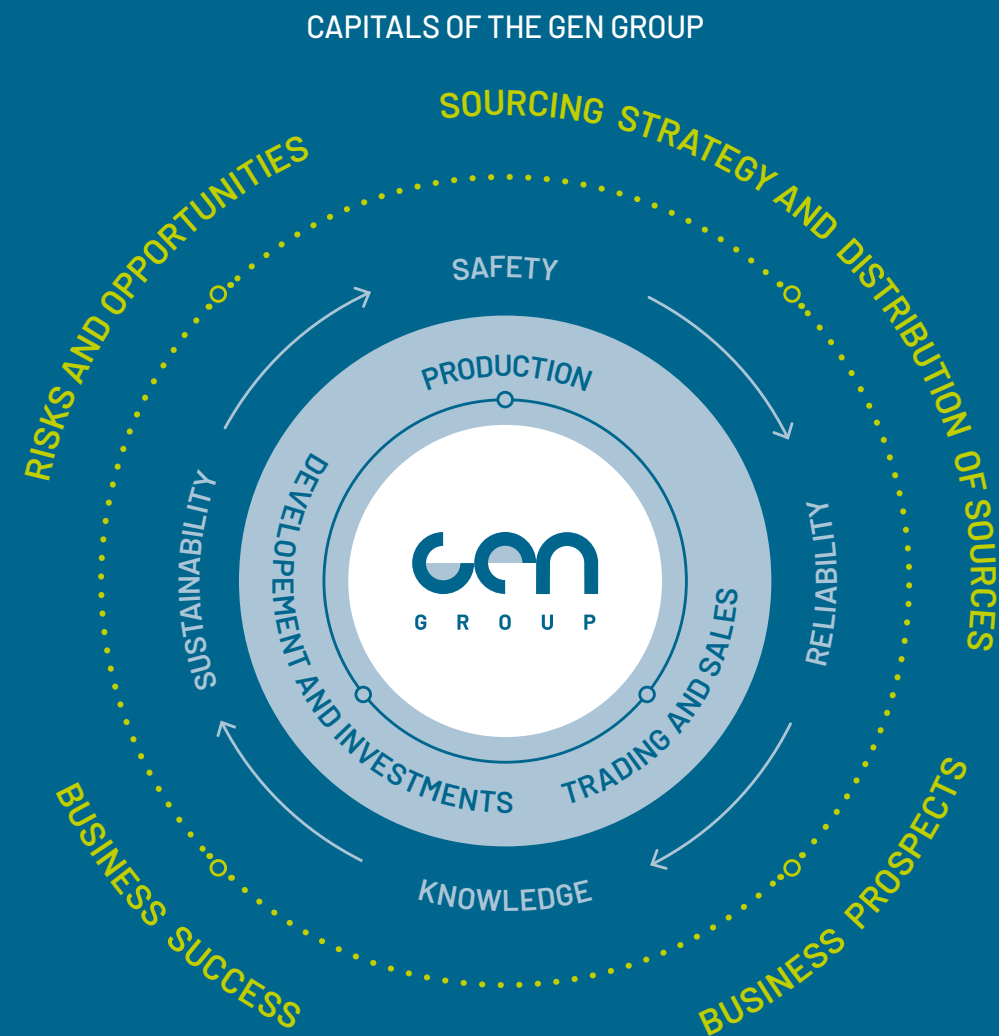 CAPITALS OF THE GEN GROUP
SOURCING STRATEGY AND DISTRIBUTION OF SOURCES
RISKS AND OPPORTUNITIES
SAFETY
PRODUCTION
DEVELOPEMENT AND INVESTMENTS
SUSTAINABILITY
gen
GROUP
RELIABILITY
TRADING AND SALES
KNOWLEDGE
BUSINESS SUCCESS
BUSINESS PROSPECTS